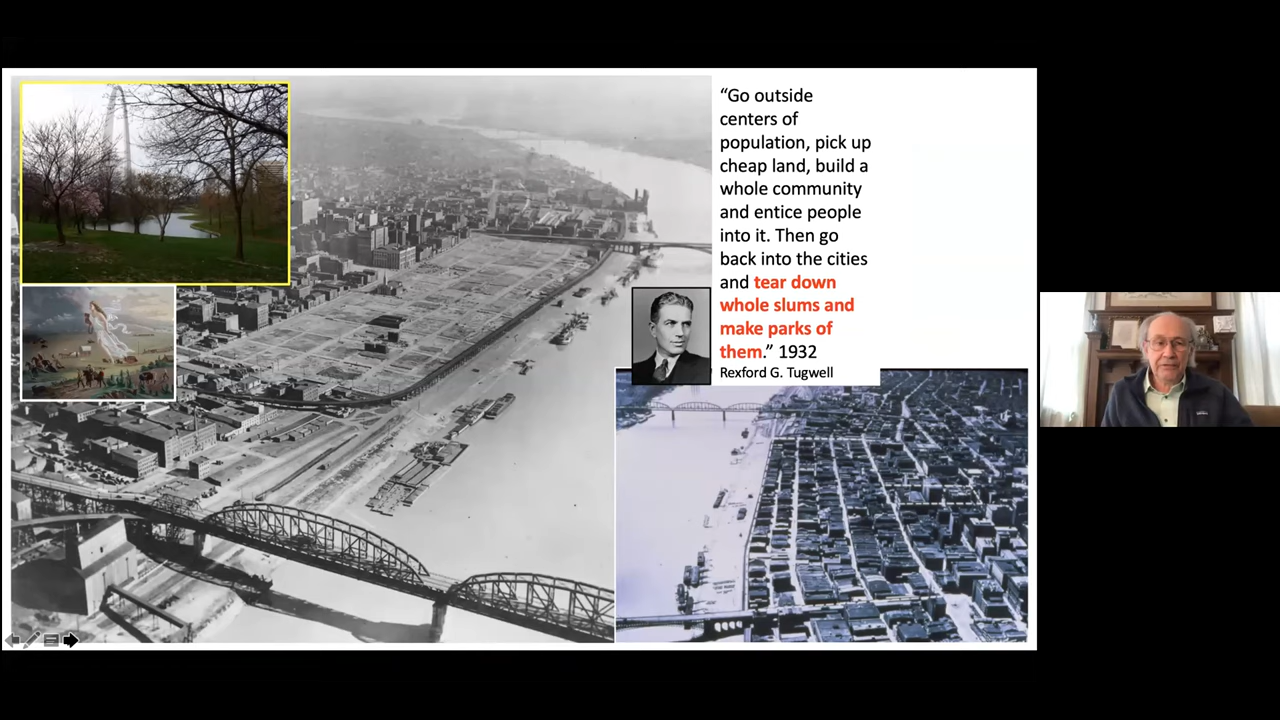 “Go outside
centers of
population, pick up
cheap land, build a
whole community
and entice people
into it. Then go
back into the cities
and tear down
whole slums and
make parks of
them.” 1932
Rexford G. Tugwell